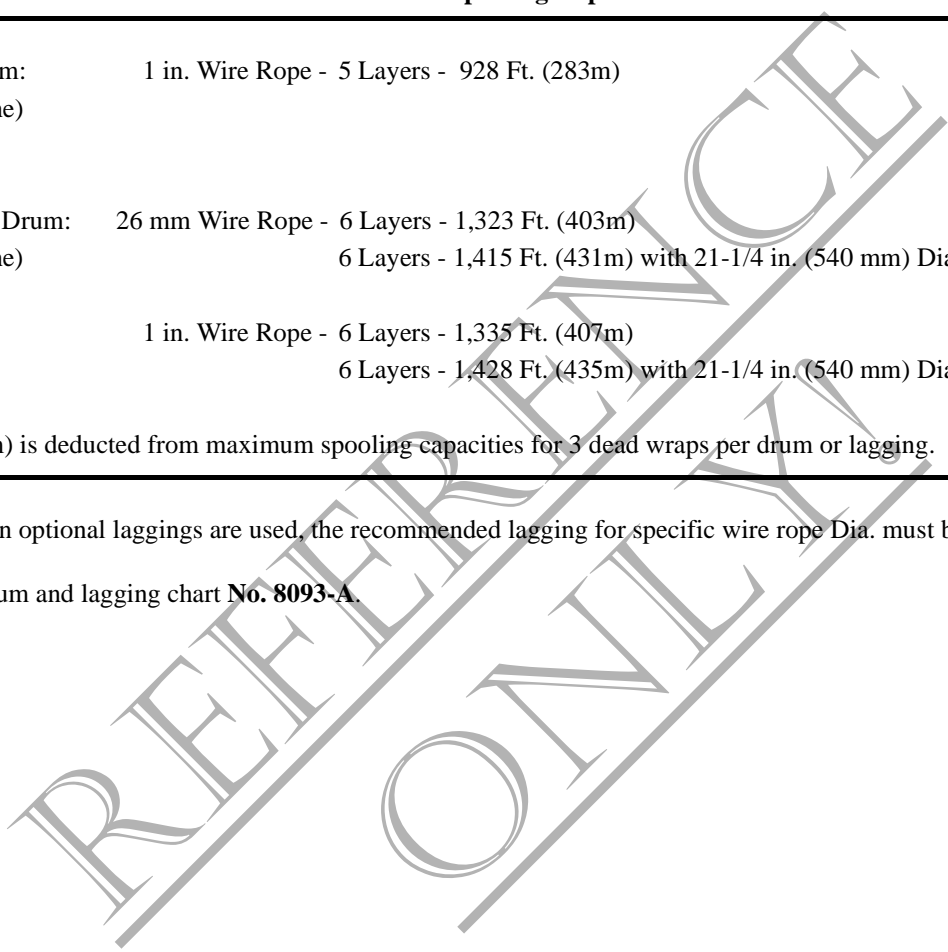 m: 1 in. Wire Rope - 5 Layers - 928 Ft. (283m)
ne)
Drum: 26 mm Wire Rope - 6 Layers - 1,323 Ft. (403m)
ne) 6 Layers - 1,415 Ft. (431m) with 21-1/4 in. (540 mm) Dia
1 in. Wire Rope - 6 Layers - 1,335 Ft. (407m)
6 Layers - 1,428 Ft. (435m) with 21-1/4 in. (540 mm) Dia
n) is deducted from maximum spooling capacities for 3 dead wraps per drum or lagging.
n optional laggings are used, the recommended lagging for specific wire rope Dia. must b
um and lagging chart No. 8093-A.
REFERENCE
ONLY!